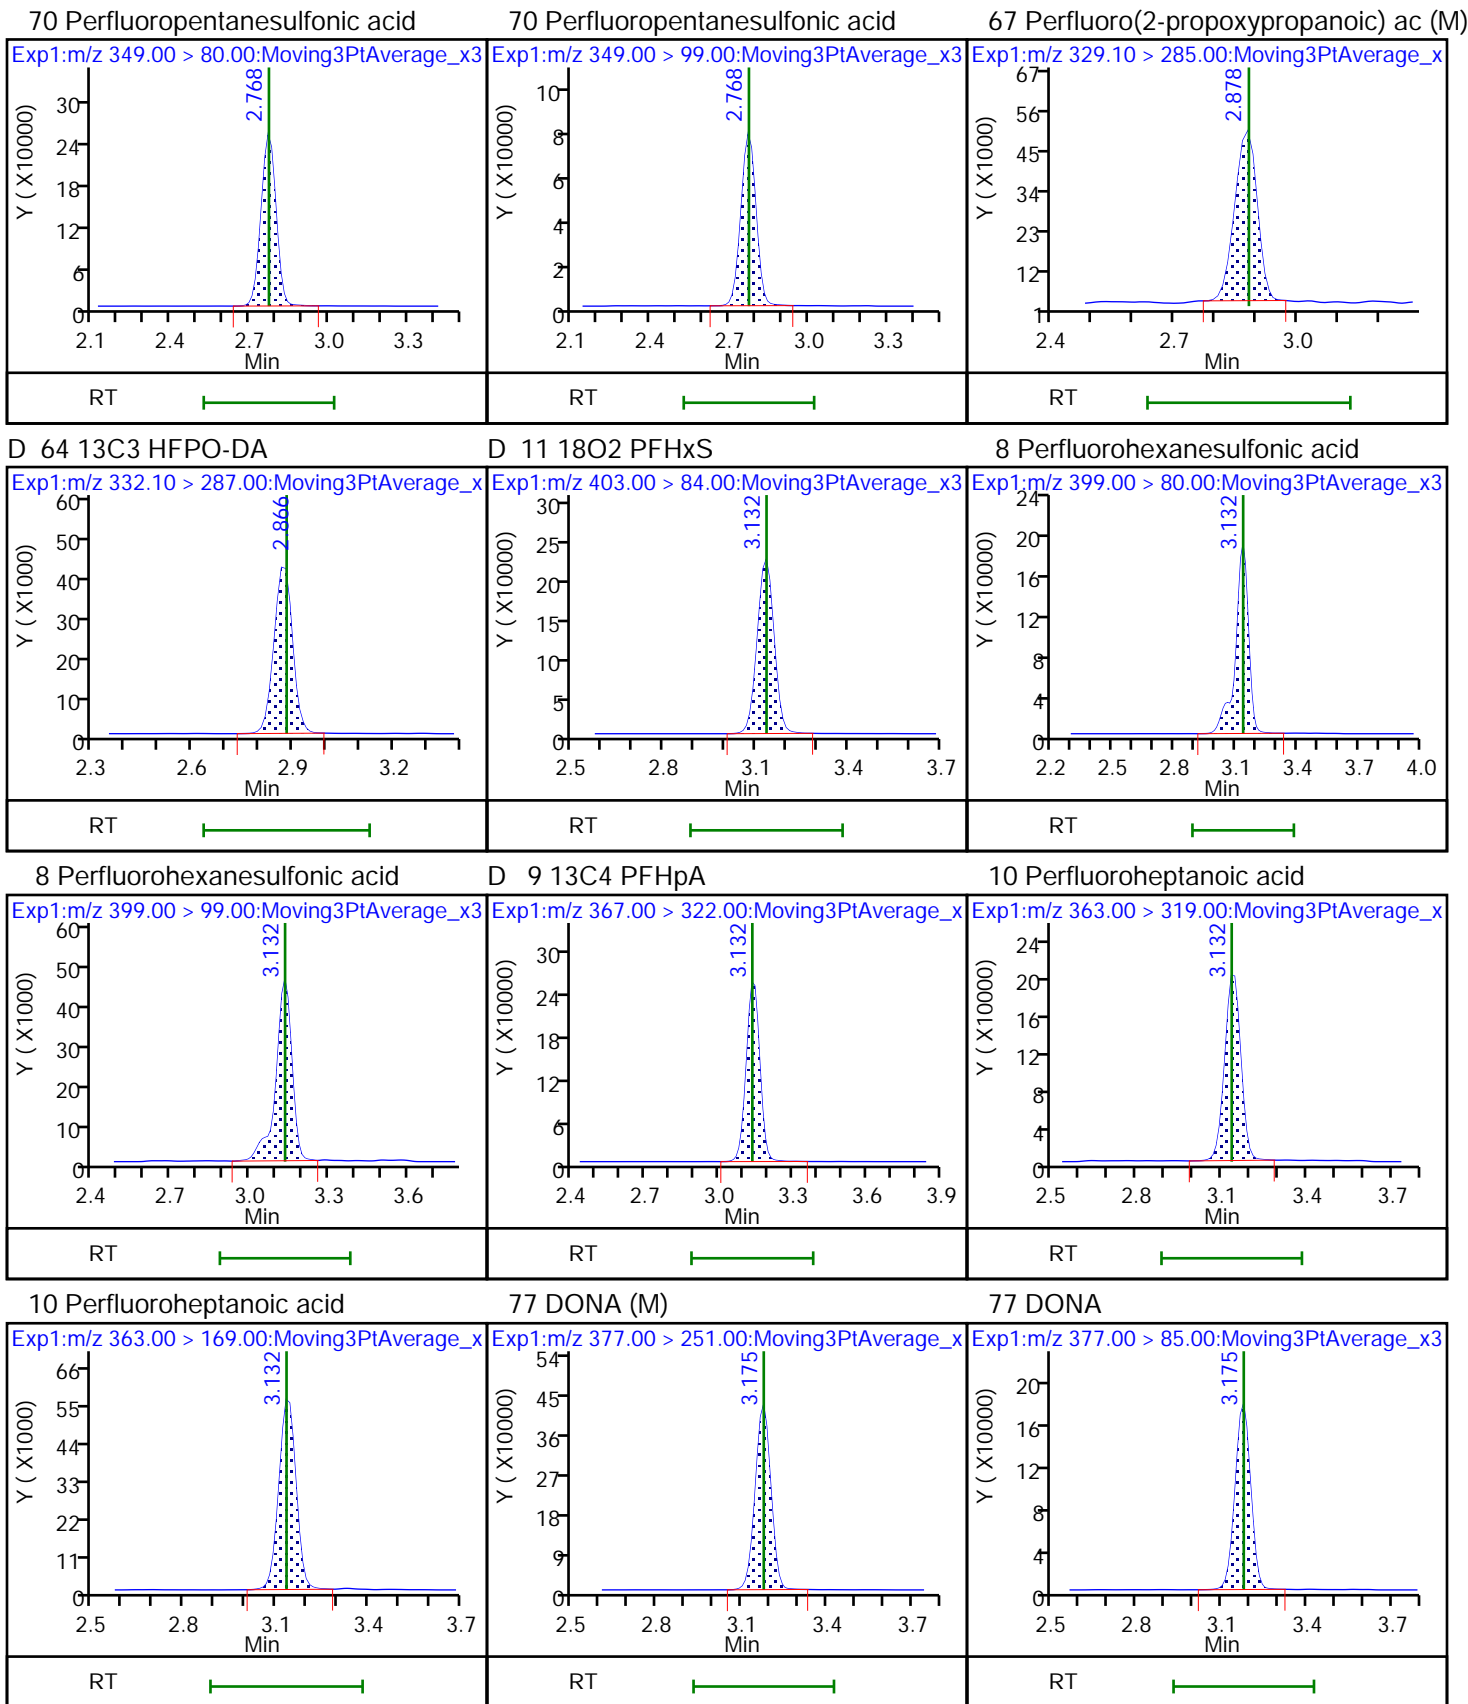 70 Perfluoropentanesulfonic acid
Exp1:m/z 349.00 > 80.00:Moving3PtAverage_x3
Y ( X10000)
30
24
18
12
6
0
2.768
2.1 2.4 2.7 3.0 3.3
Min
RT
70 Perfluoropentanesulfonic acid
Exp1:m/z 349.00 > 99.00:Moving3PtAverage_x3
Y ( X10000)
10
8
6
4
2
0
2.768
2.1 2.4 2.7 3.0 3.3
Min
RT
67 Perfluoro(2-propoxypropanoic) ac (M)
Exp1:m/z 329.10 > 285.00:Moving3PtAverage_x
Y ( X1000)
67
56
45
34
23
12
1
2.878
2.4 2.7 3.0
Min
RT
D 64 13C3 HFPO-DA
Exp1:m/z 332.10 > 287.00:Moving3PtAverage_x
Y ( X1000)
60
50
40
30
20
10
0
2.866
2.3 2.6 2.9 3.2
Min
RT
D 11 18O2 PFHxS
Exp1:m/z 403.00 > 84.00:Moving3PtAverage_x3
Y ( X10000)
30
25
20
15
10
5
0
3.132
2.5 2.8 3.1 3.4 3.7
Min
RT
8 Perfluorohexanesulfonic acid
Exp1:m/z 399.00 > 80.00:Moving3PtAverage_x3
Y ( X10000)
24
20
16
12
8
4
0
3.132
2.2 2.5 2.8 3.1 3.4 3.7 4.0
Min
RT
8 Perfluorohexanesulfonic acid
Exp1:m/z 399.00 > 99.00:Moving3PtAverage_x3
Y ( X1000)
60
50
40
30
20
10
0
3.132
2.4 2.7 3.0 3.3 3.6
Min
RT
D 9 13C4 PFHpA
Exp1:m/z 367.00 > 322.00:Moving3PtAverage_x
Y ( X10000)
30
24
18
12
6
0
3.132
2.4 2.7 3.0 3.3 3.6 3.9
Min
RT
10 Perfluoroheptanoic acid
Exp1:m/z 363.00 > 319.00:Moving3PtAverage_x
Y ( X10000)
24
20
16
12
8
4
0
3.132
2.5 2.8 3.1 3.4 3.7
Min
RT
10 Perfluoroheptanoic acid
Exp1:m/z 363.00 > 169.00:Moving3PtAverage_x
Y ( X1000)
66
55
44
33
22
11
0
3.132
2.5 2.8 3.1 3.4 3.7
Min
RT
77 DONA (M)
Exp1:m/z 377.00 > 251.00:Moving3PtAverage_x
Y ( X10000)
54
45
36
27
18
9
0
3.175
2.5 2.8 3.1 3.4 3.7
Min
RT
77 DONA
Exp1:m/z 377.00 > 85.00:Moving3PtAverage_x3
Y ( X10000)
20
16
12
8
4
0
3.175
2.5 2.8 3.1 3.4 3.7
Min
RT